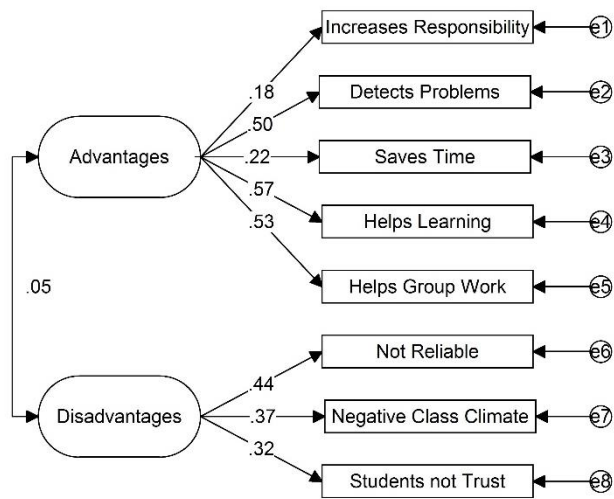 Increases Responsibility
e1
.18
Detects Problems
e2
.50
Advantages
Saves Time
e3
.22
.57
Helps Learning
e4
.53
Helps Group Work
e5
.05
Not Reliable
e6
.44
Disadvantages
Negative Class Climate
e7
.37
.32
Students not Trust
e8